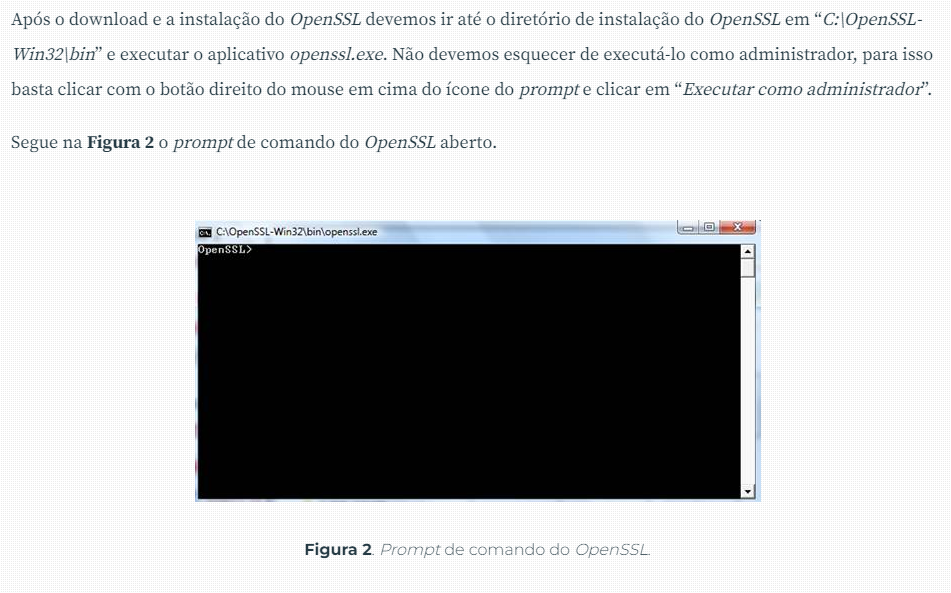 Após o download e a instalação do OpenSSL devemos ir até o diretório de instalação do OpenSSL em “C:\OpenSSL-
Win32\bin” e executar o aplicativo openssl.exe. Não devemos esquecer de executá-lo como administrador, para isso
basta clicar com o botão direito do mouse em cima do ícone do prompt e clicar em “Executar como administrador”.
Segue na Figura 2 o prompt de comando do OpenSSL aberto.
C:\OpenSSL-Win32\bin\openssl.exe
OpenSSL>
Figura 2. Prompt de comando do OpenSSL.